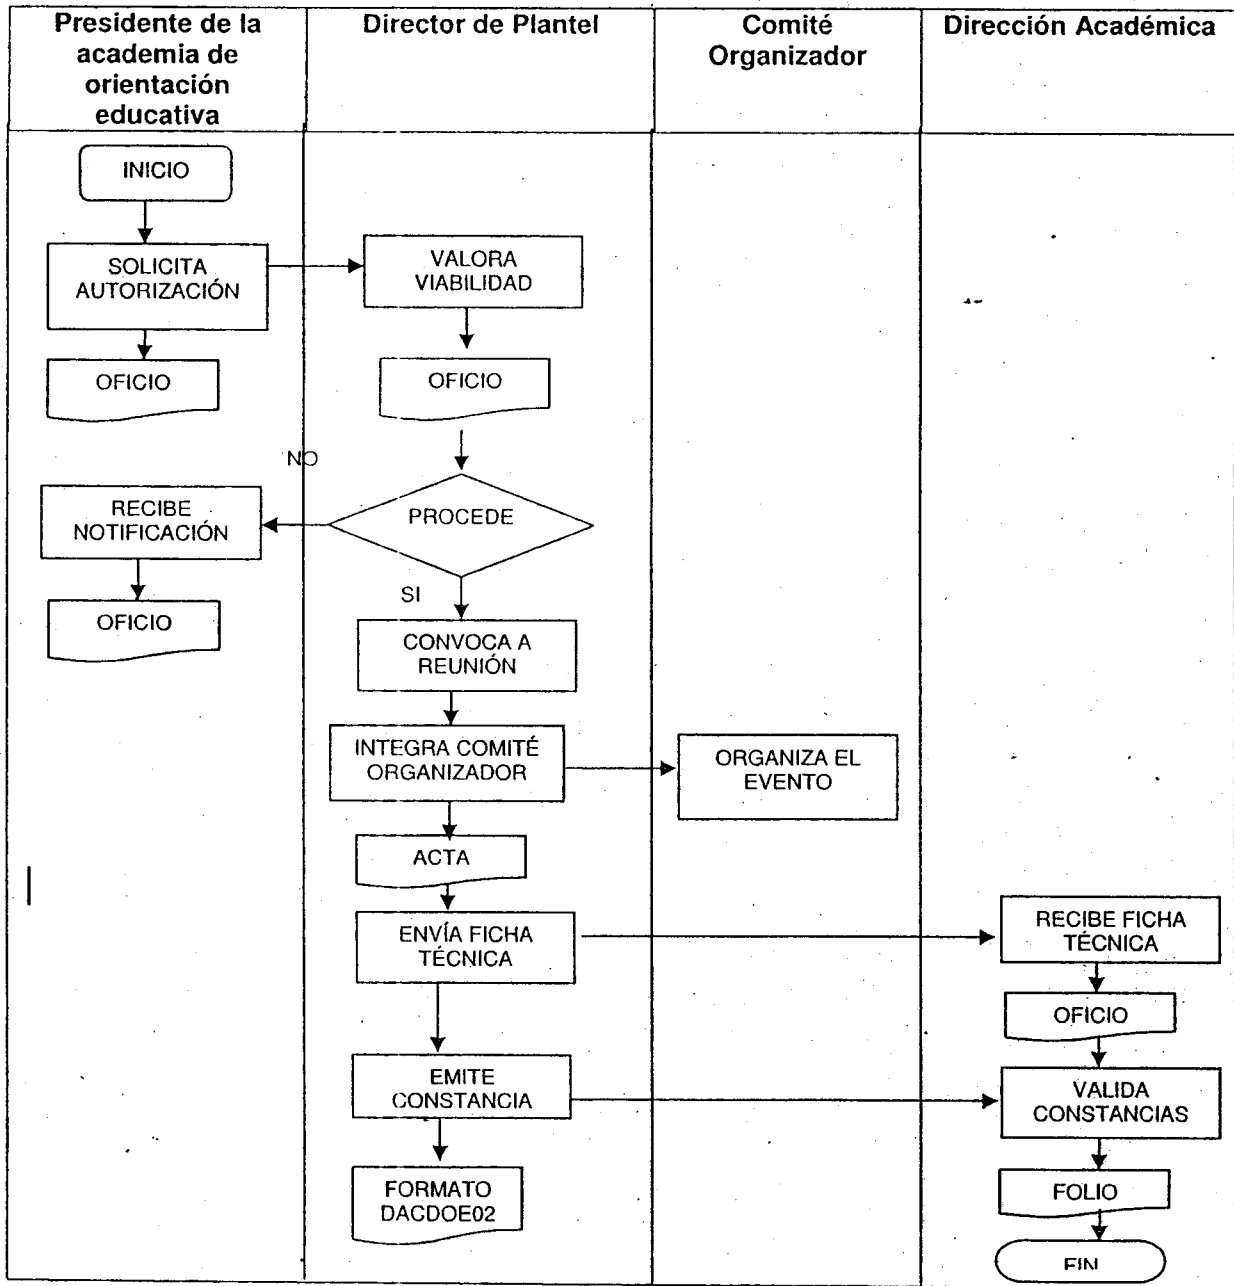 Presidente de la
academia de
orientación
educativa
Director de Plantel
Comité
Organizador
Dirección Académica
INICIO
SOLICITA
AUTORIZACIÓN
VALORA
VIABILIDAD
OFICIO
OFICIO
NO
RECIBE
NOTIFICACIÓN
PROCEDE
OFICIO
SI
CONVOCA A
REUNIÓN
INTEGRA COMITÉ
ORGANIZADOR
ORGANIZA EL
EVENTO
ACTA
ENVÍA FICHA
TÉCNICA
RECIBE FICHA
TÉCNICA
OFICIO
EMITE
CONSTANCIA
VALIDA
CONSTANCIAS
FORMATO
DACDOE02
FOLIO
FIN